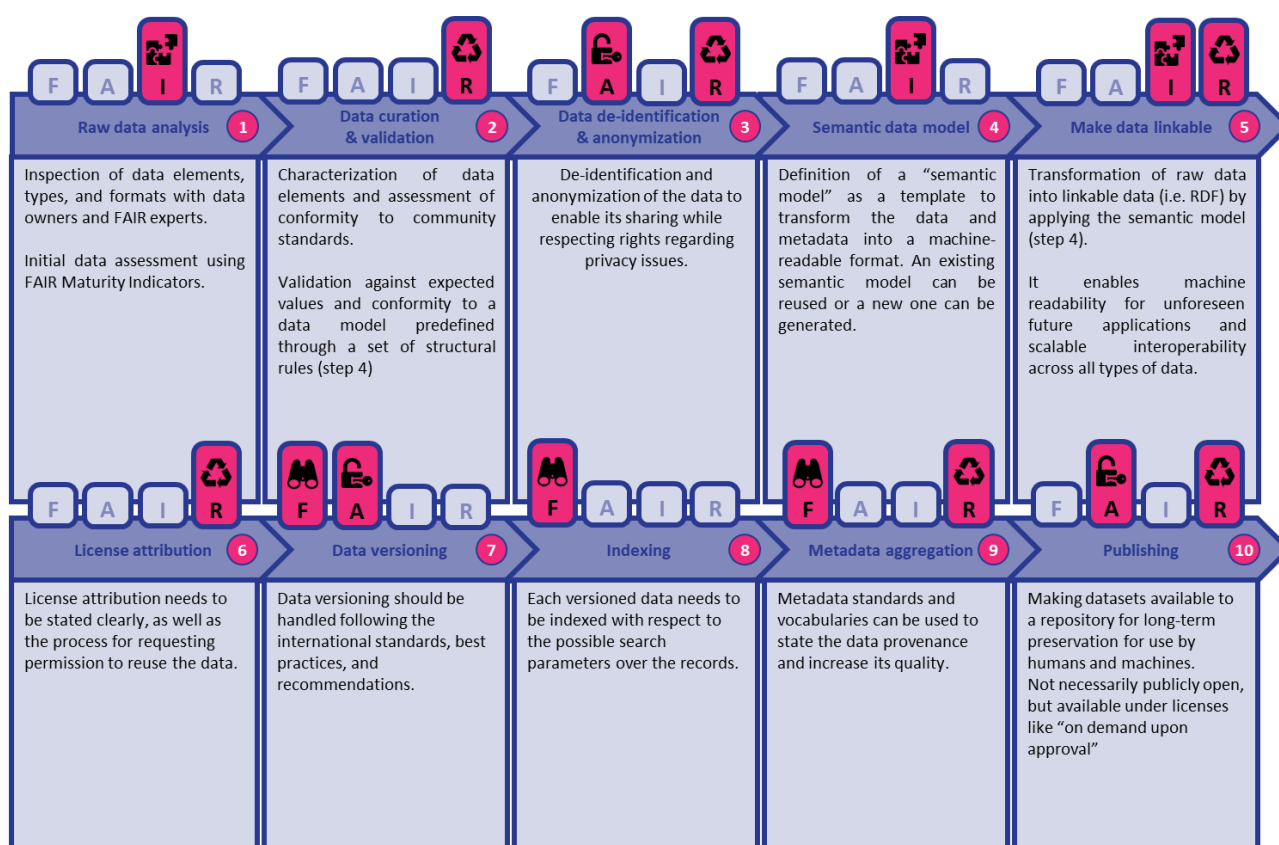 F A I R
Raw data analysis 1
Inspection of data elements,
types, and formats with data
owners and FAIR experts.
Initial data assessment using
FAIR Maturity Indicators.
F A I R
Data curation
& validation 2
Characterization of data
elements and assessment of
conformity to community
standards.
Validation against expected
values and conformity to a
data model predefined
through a set of structural
rules (step 4)
F A I R
Data de-identification
& anonymization 3
De-identification and
anonymization of the data to
enable its sharing while
respecting rights regarding
privacy issues.
F A I R
Semantic data model 4
Definition of a “semantic
model” as a template to
transform the data and
metadata into a machine-
readable format. An existing
semantic model can be
reused or a new one can be
generated.
F A I R
Make data linkable 5
Transformation of raw data
into linkable data (i.e. RDF) by
applying the semantic model
(step 4).
It enables machine
readability for unforeseen
future applications and
scalable interoperability
across all types of data.
F A I R
License attribution 6
License attribution needs to
be stated clearly, as well as
the process for requesting
permission to reuse the data.
F A I R
Data versioning 7
Data versioning should be
handled following the
international standards, best
practices, and
recommendations.
F A I R
Indexing 8
Each versioned data needs to
be indexed with respect to
the possible search
parameters over the records.
F A I R
Metadata aggregation 9
Metadata standards and
vocabularies can be used to
state the data provenance
and increase its quality.
F A I R
Publishing 10
Making datasets available to
a repository for long-term
preservation for use by
humans and machines.
Not necessarily publicly open,
but available under licenses
like “on demand upon
approval”